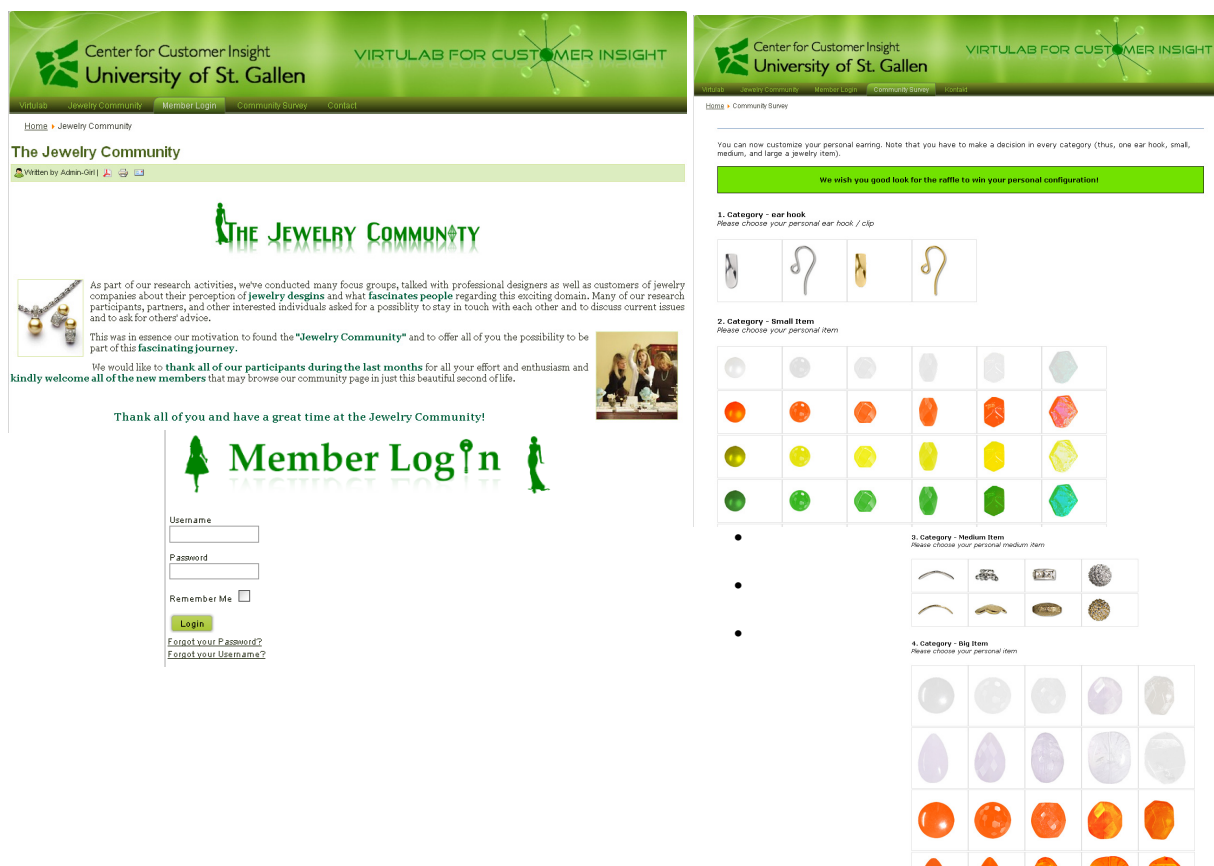 Center for Customer Insight
University of St. Gallen
VIRTULAB FOR CUSTOMER INSIGHT
Virtulab Jewelry Community Member Login Community Survey Contact
Home Jewelry Community
The Jewelry Community
Written by Admin-Girl |
THE JEWELRY COMMUNITY
As part of our research activities, we've conducted many focus groups, talked with professional designers as well as customers of jewelry
companies about their perception of jewelry desgins and what fascinates people regarding this exciting domain. Many of our research
participants, partners, and other interested individuals asked for a possiblity to stay in touch with each other and to discuss current issues
and to ask for others' advice.
This was in essence our motivation to found the "Jewelry Community" and to offer all of you the possibility to be
part of this fascinating journey.
We would like to thank all of our participants during the last months for all your effort and enthusiasm and
kindly welcome all of the new members that may browse our community page in just this beautiful second of life.
Thank all of you and have a great time at the Jewelry Community!
Member Login
Username
Password
Remember Me
Login
Forgot your Password?
Forgot your Username?
Center for Customer Insight
University of St. Gallen
VIRTULAB FOR CUSTOMER INSIGHT
Virtulab Jewelry Community Member Login Community Survey Kontakt
Home Community Survey
You can now customize your personal earring. Note that you have to make a decision in every category (thus, one ear hook, small,
medium, and large a jewelry item).
We wish you good look for the raffle to win your personal configuration!
1. Category - ear hook
Please choose your personal ear hook / clip
2. Category - Small Item
Please choose your personal item
3. Category - Medium Item
Please choose your personal medium item
4. Category - Big Item
Please choose your personal item